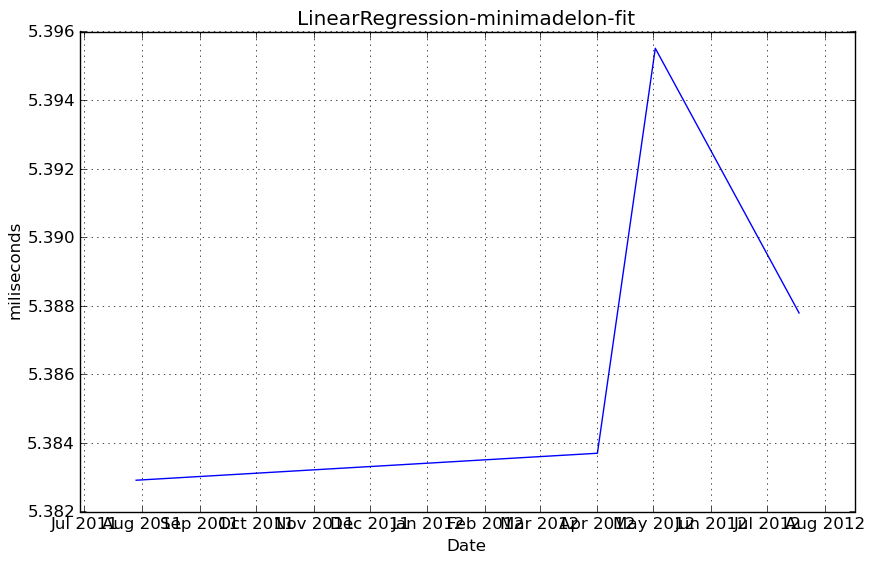 LinearRegression-minimadelon-fit
5.396
5.394
5.392
5.390
5.388
5.386
5.384
5.382
miliseconds
Jul 2011 Aug 2011 Sep 2011 Oct 2011 Nov 2011 Dec 2011 Jan 2012 Feb 2012 Mar 2012 Apr 2012 May 2012 Jun 2012 Jul 2012 Aug 2012
Date